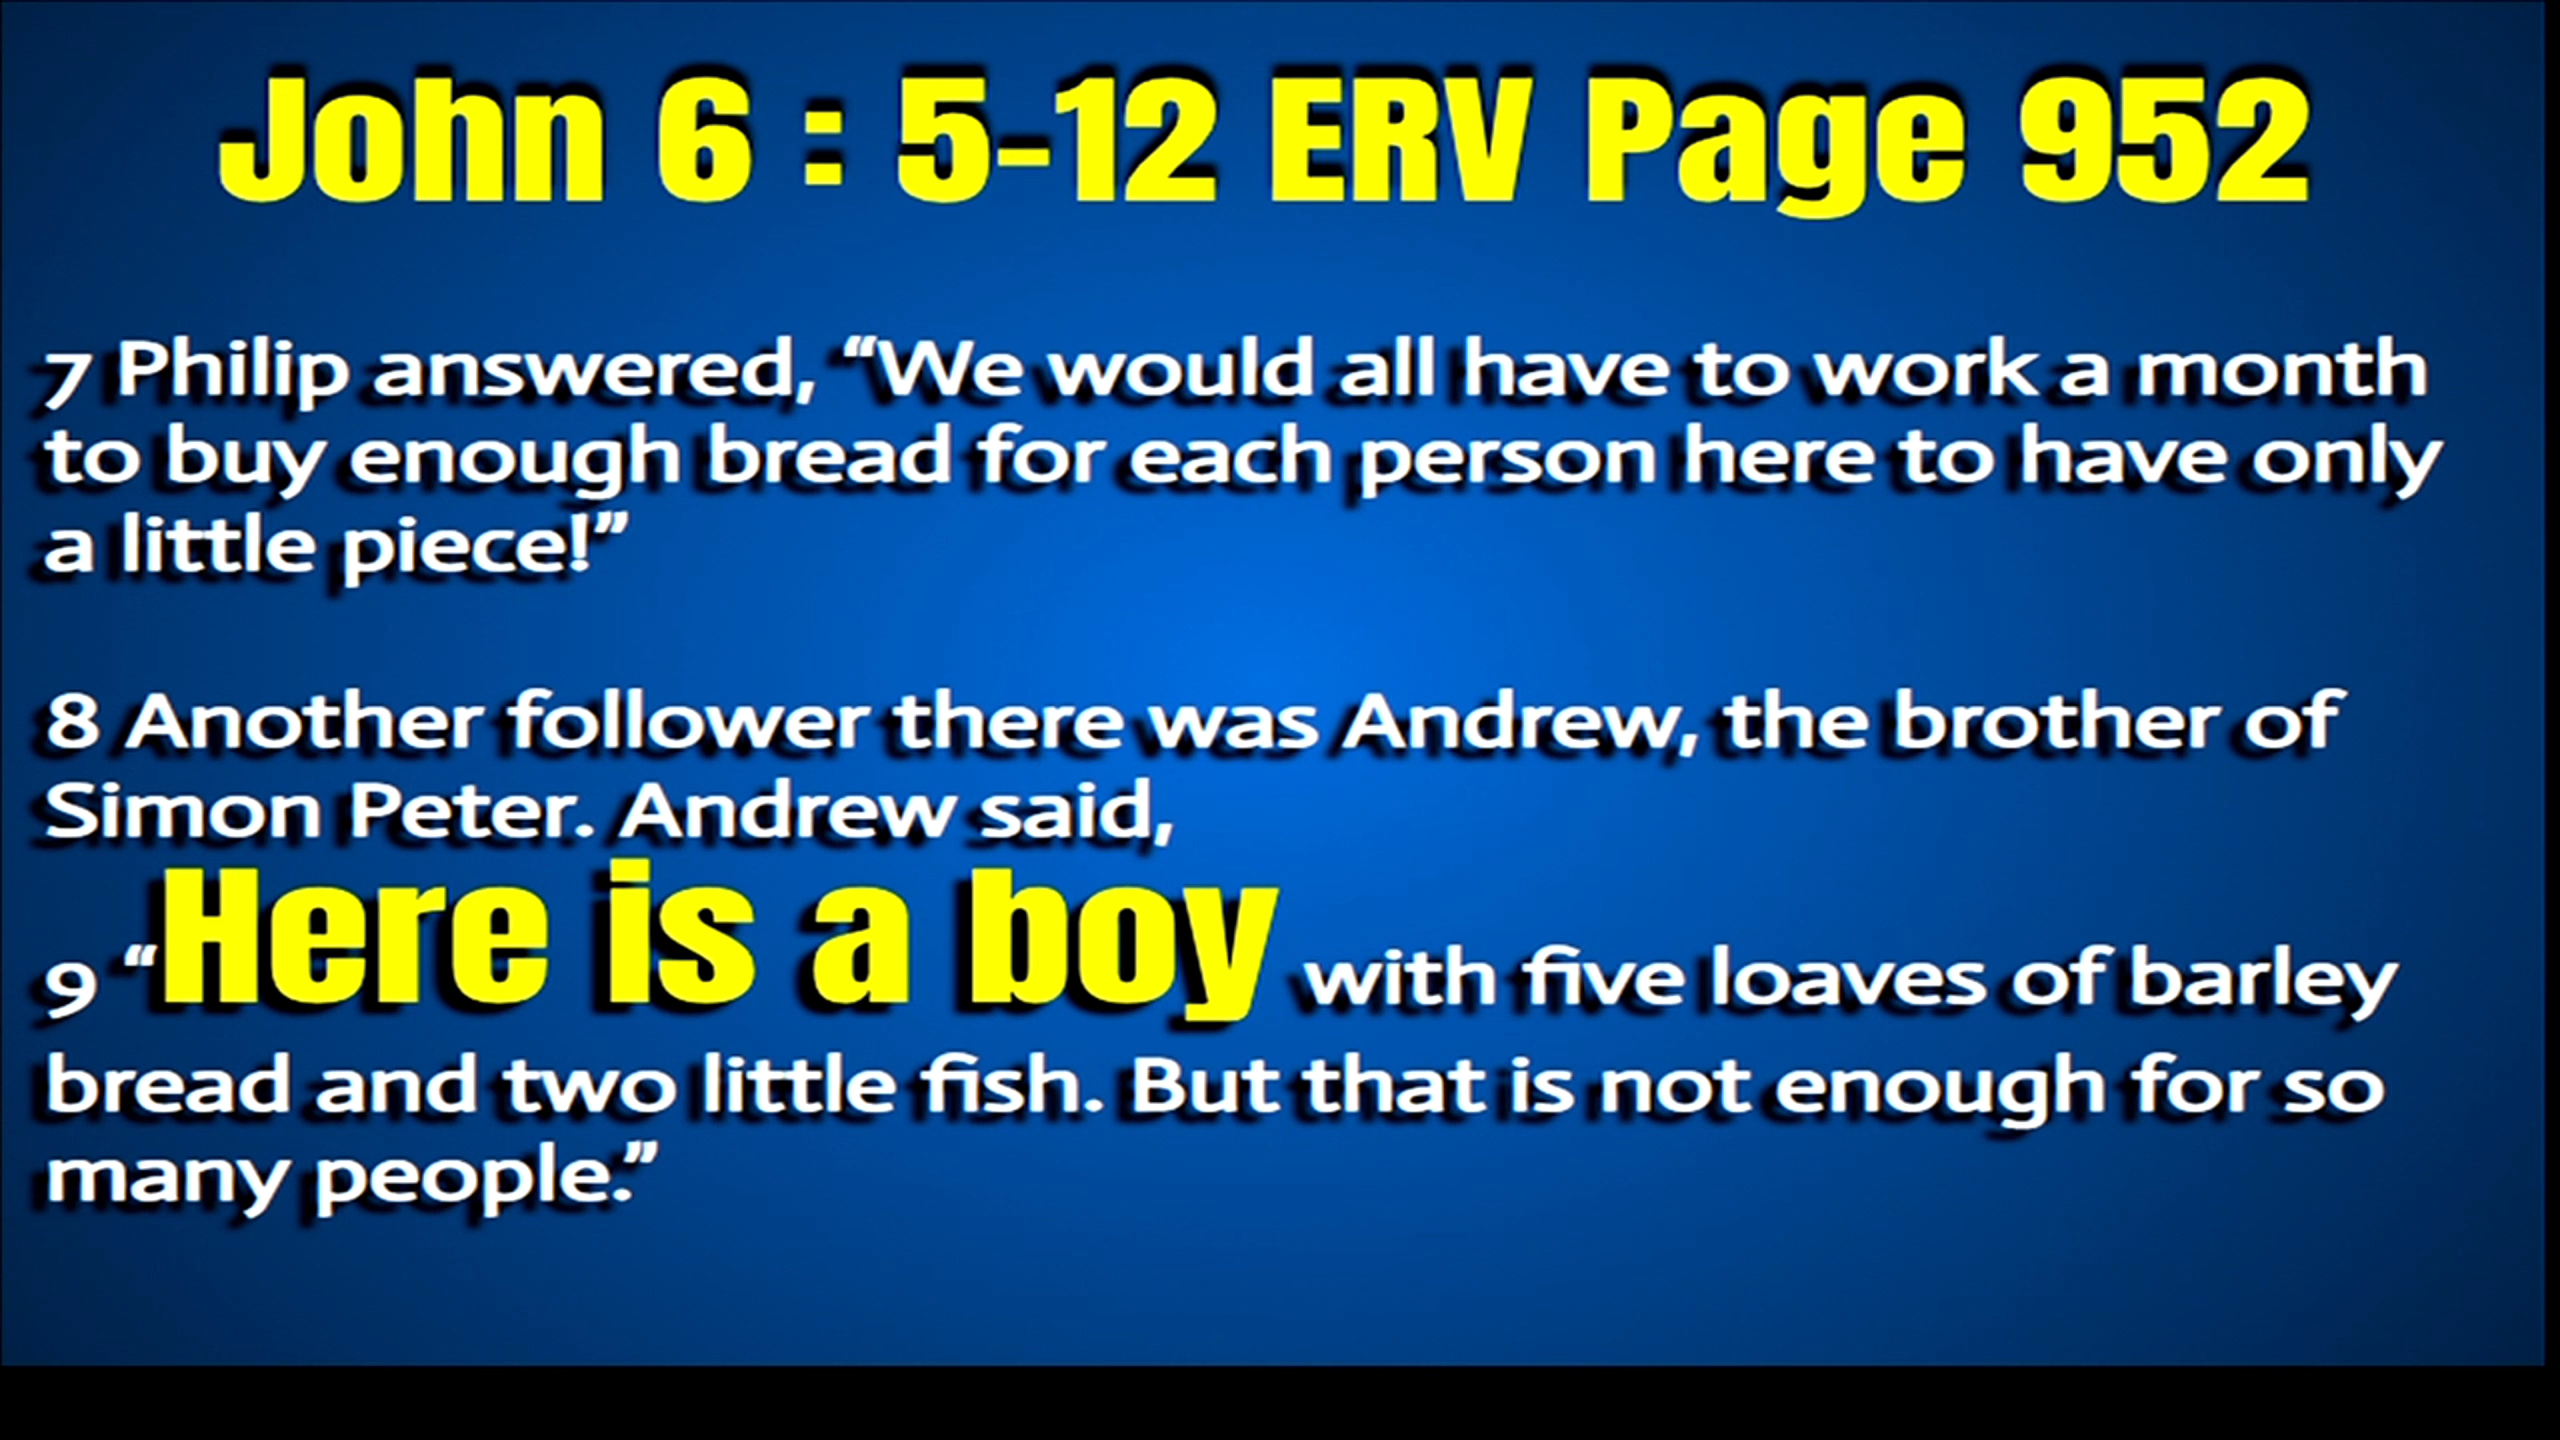 John 6 : 5-12 ERV Page 952
7 Philip answered, “We would all have to work a month
to buy enough bread for each person here to have only
a little piece!”
8 Another follower there was Andrew, the brother of
Simon Peter. Andrew said,
9 “Here is a boy with five loaves of barley
bread and two little fish. But that is not enough for so
many people.”